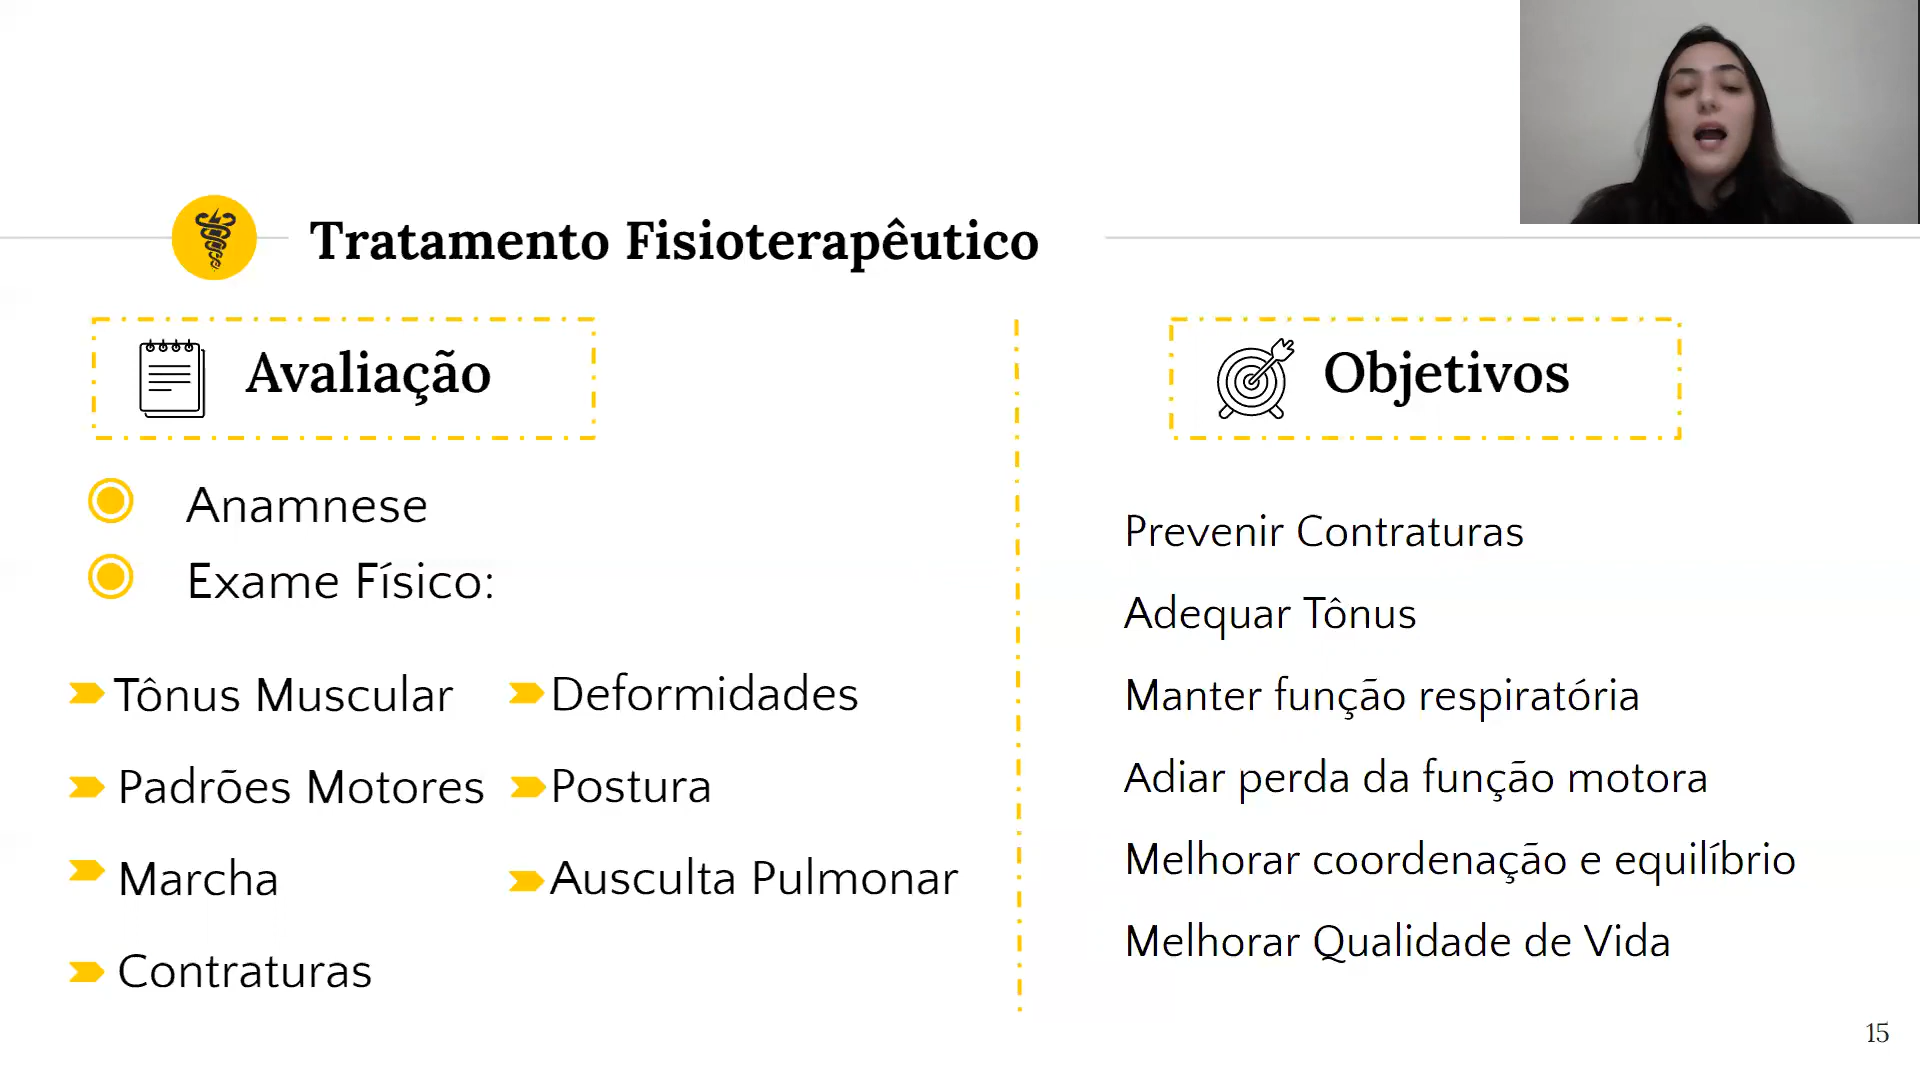 Tratamento Fisioterapêutico
Avaliação
Anamnese
Exame Físico:
Tônus Muscular
Padrões Motores
Marcha
Contraturas
Deformidades
Postura
Ausculta Pulmonar
Objetivos
Prevenir Contraturas
Adequar Tônus
Manter função respiratória
Adiar perda da função motora
Melhorar coordenação e equilíbrio
Melhorar Qualidade de Vida
15